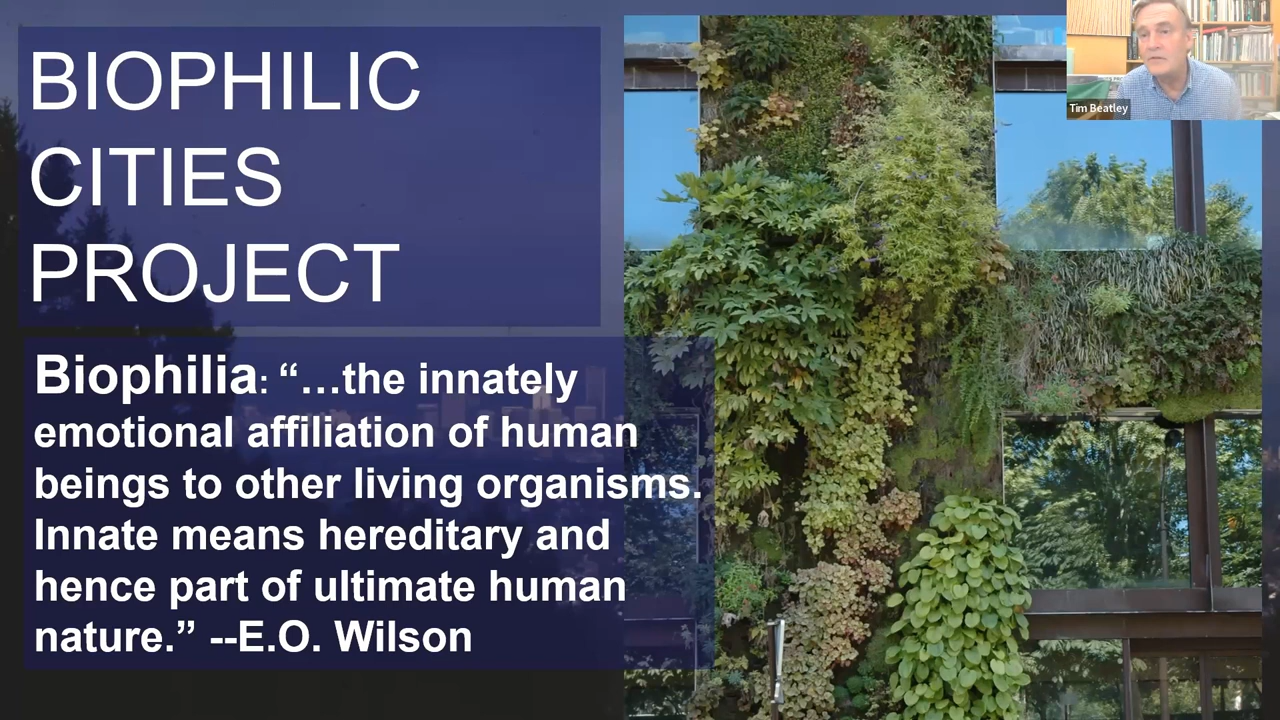 BIOPHILIC
CITIES
PROJECT
Biophilia: “…the innately
emotional affiliation of human
beings to other living organisms.
Innate means hereditary and
hence part of ultimate human
nature.” --E.O. Wilson
Tim Beatley